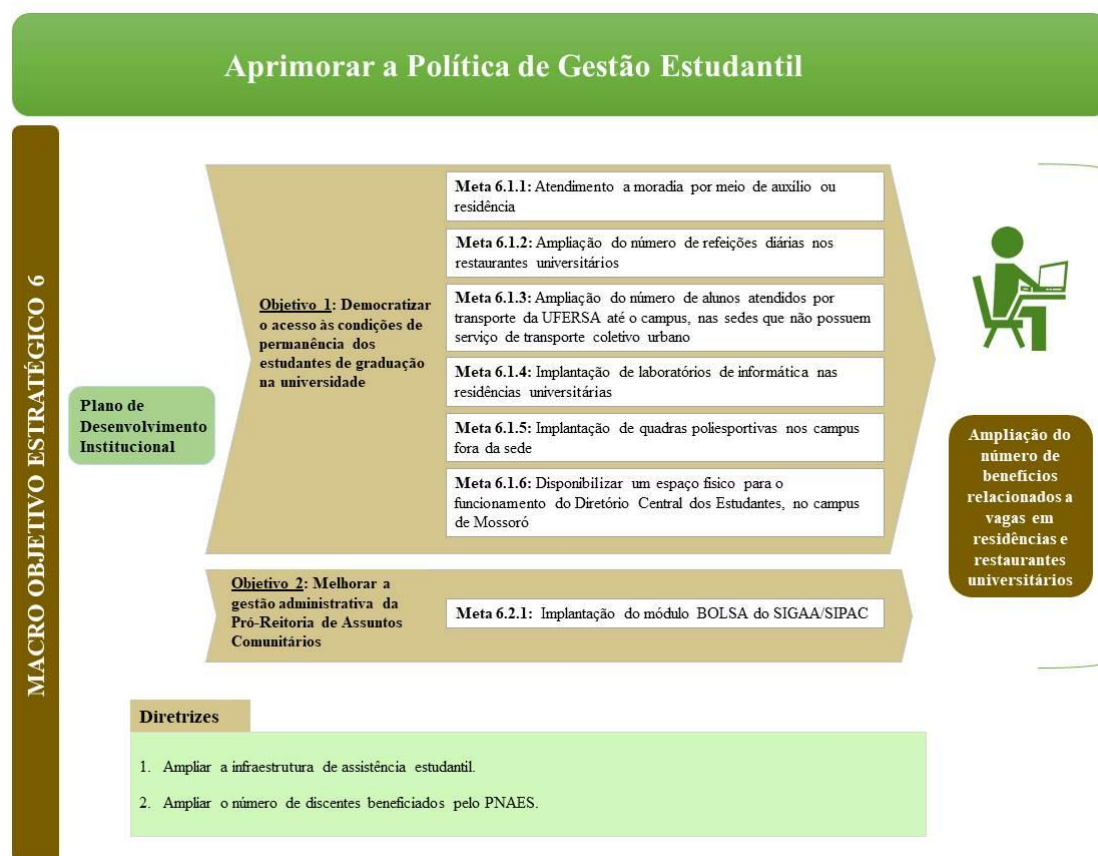 Aprimorar a Política de Gestão Estudantil
MACRO OBJETIVO ESTRATÉGICO 6
Plano de
Desenvolvimento
Institucional
Objetivo 1: Democratizar
o acesso às condições de
permanência dos
estudantes de graduação
na universidade
Meta 6.1.1: Atendimento a moradia por meio de auxílio ou
residência
Meta 6.1.2: Ampliação do número de refeições diárias nos
restaurantes universitários
Meta 6.1.3: Ampliação do número de alunos atendidos por
transporte da UFERSA até o campus, nas sedes que não possuem
serviço de transporte coletivo urbano
Meta 6.1.4: Implantação de laboratórios de informática nas
residências universitárias
Meta 6.1.5: Implantação de quadras poliesportivas nos campus
fora da sede
Meta 6.1.6: Disponibilizar um espaço físico para o
funcionamento do Diretório Central dos Estudantes, no campus
de Mossoró
Objetivo 2: Melhorar a
gestão administrativa da
Pró-Reitoria de Assuntos
Comunitários
Meta 6.2.1: Implantação do módulo BOLSA do SIGAA/SIPAC
Ampliação do
número de
benefícios
relacionados a
vagas em
residências e
restaurantes
universitários
Diretrizes
1. Ampliar a infraestrutura de assistência estudantil.
2. Ampliar o número de discentes beneficiados pelo PNAES.